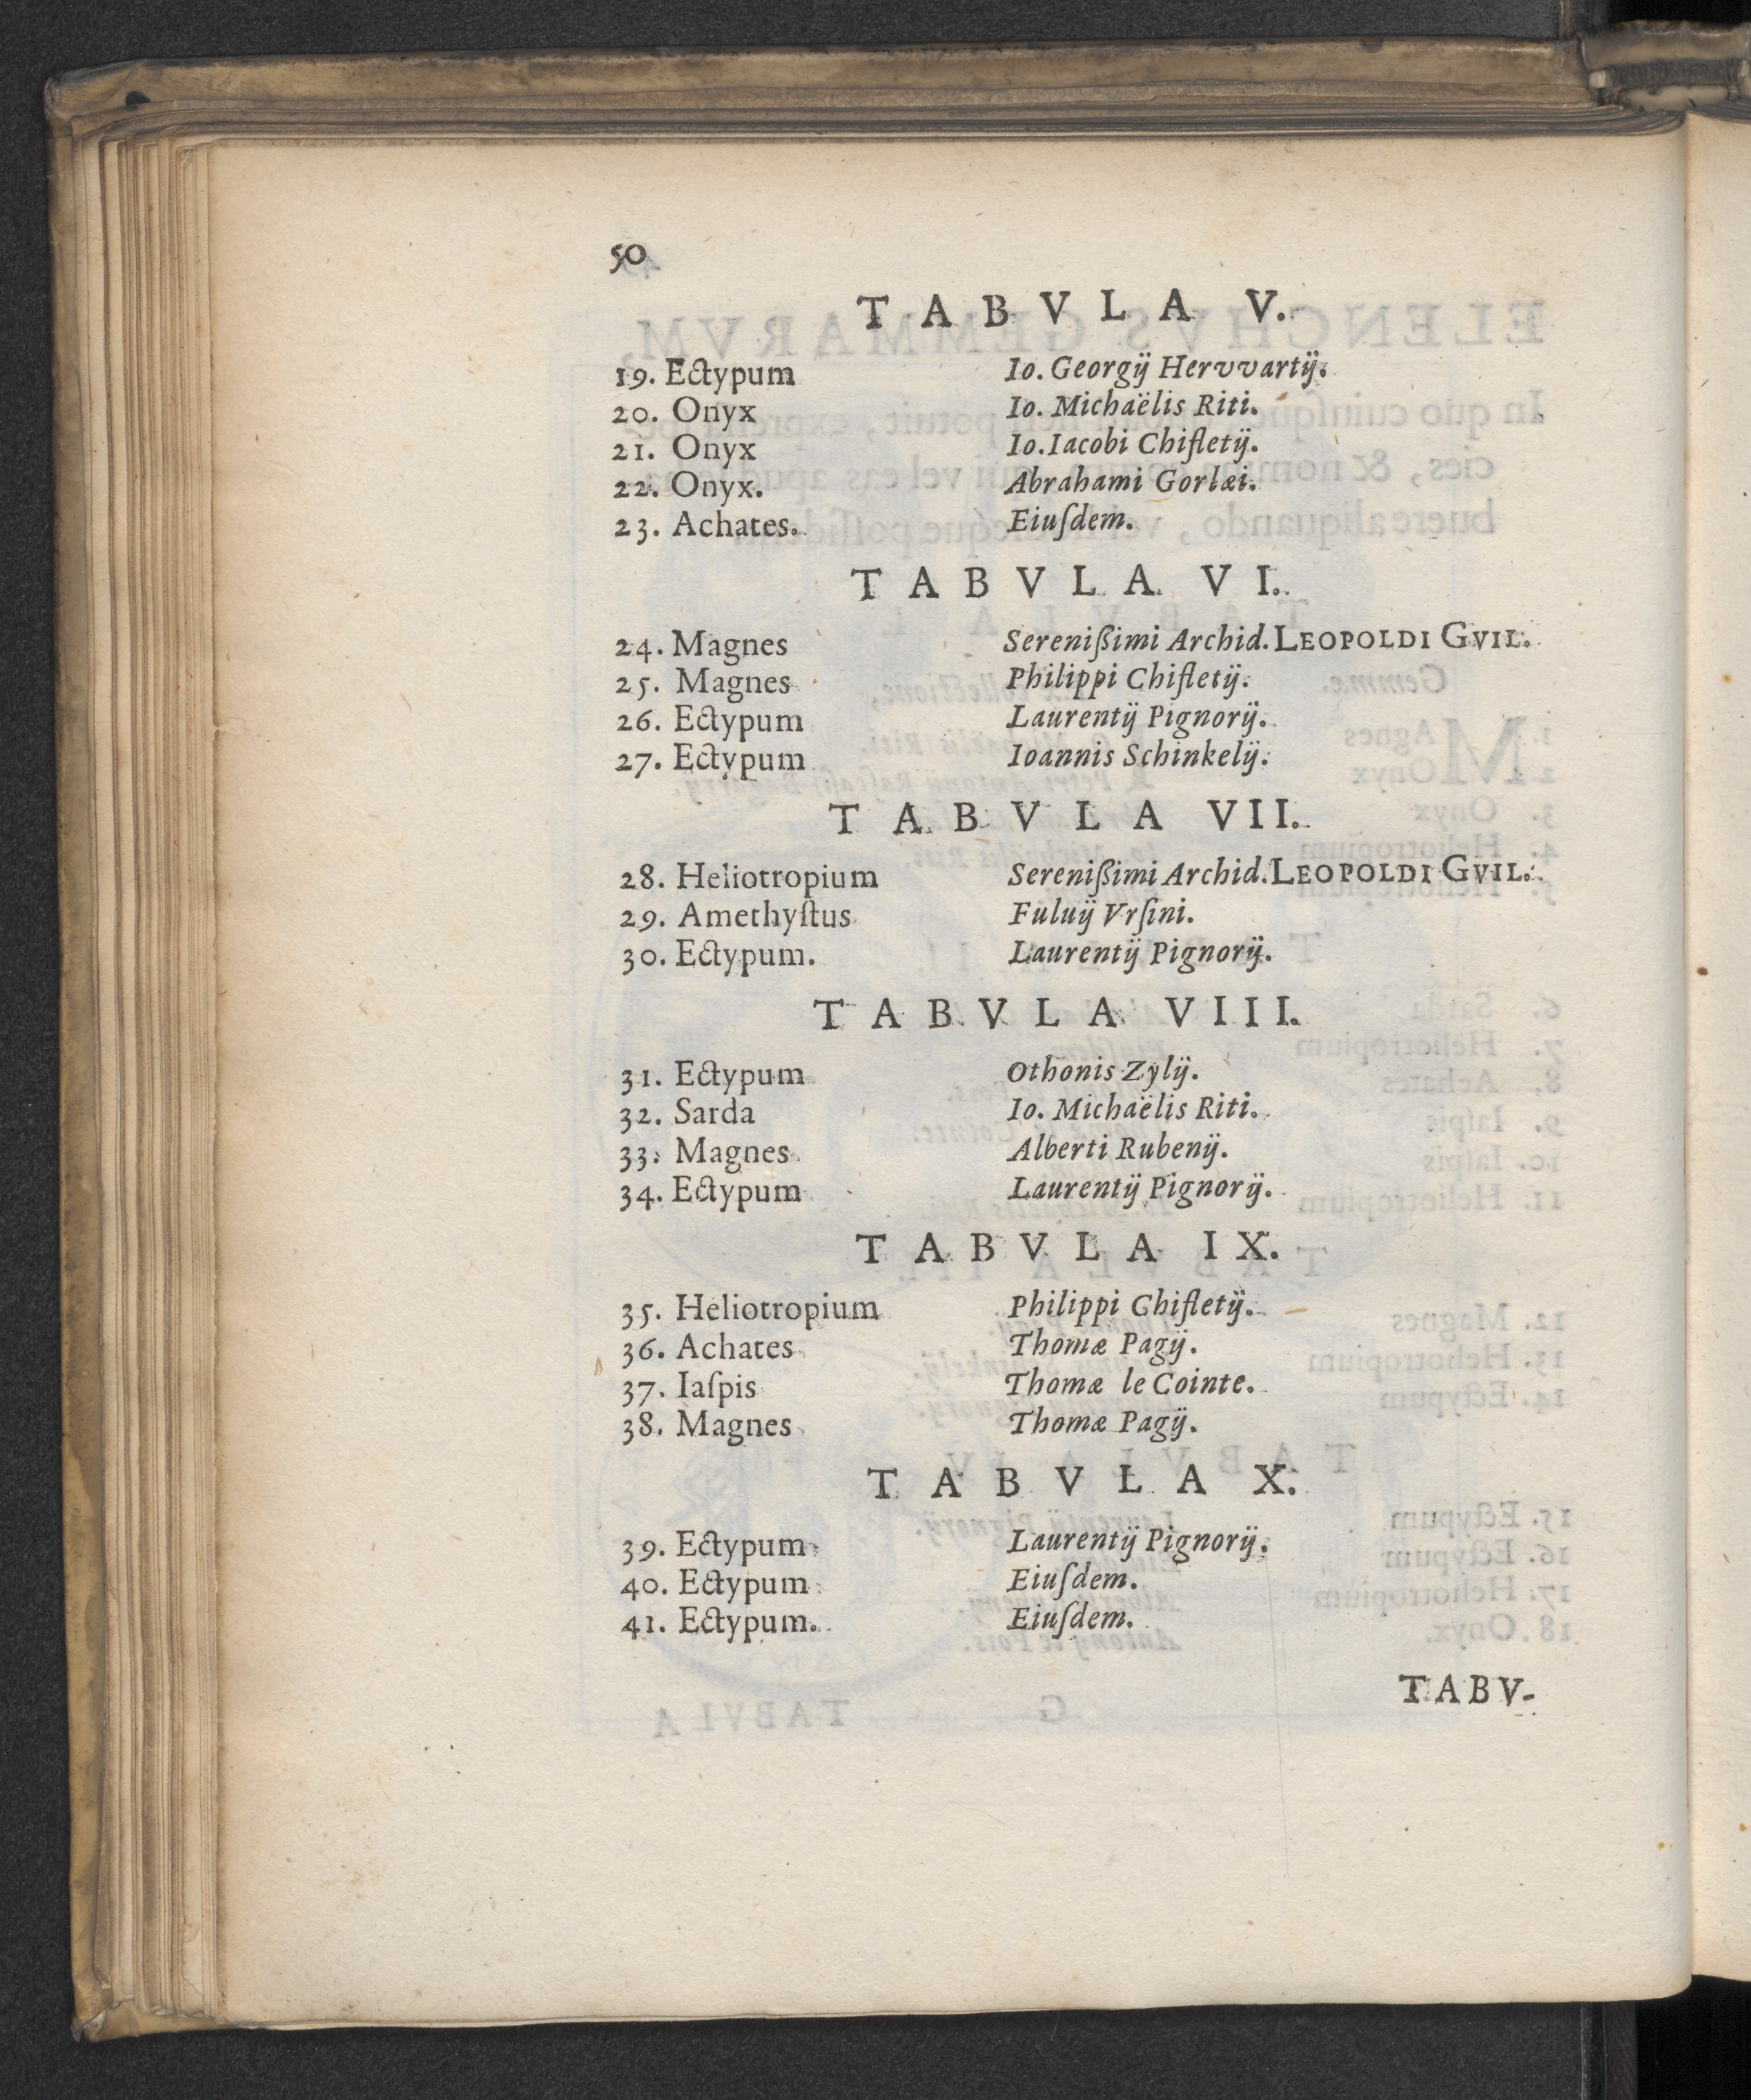 50
TABVLA V.
19. Ectypum Io. Georgij Hervvartij.
20. Onyx Io. Michaëlis Riti.
21. Onyx Io. Iacobi Chifletij.
22. Onyx. Abrahami Gorlæi.
23. Achates. Eiuſdem.
TABVLA VI.
24. Magnes Sereniſſimi Archid. LEOPOLDI GVIL.
25. Magnes Philippi Chifletij.
26. Ectypum Laurentij Pignorij.
27. Ectypum Ioannis Schinkelij.
TABVLA VII.
28. Heliotropium Sereniſſimi Archid. LEOPOLDI GVIL.
29. Amethyſtus Fuluij Vrſini.
30. Ectypum. Laurentij Pignorij.
TABVLA VIII.
31. Ectypum Othonis Zylij.
32. Sarda Io. Michaëlis Riti.
33. Magnes Alberti Rubenij.
34. Ectypum Laurentij Pignorij.
TABVLA IX.
35. Heliotropium Philippi Ghifletij.
36. Achates Thomæ Pagij.
37. Iaſpis Thomæ le Cointe.
38. Magnes Thomæ Pagij.
TABVLA X.
39. Ectypum Laurentij Pignorij.
40. Ectypum Eiuſdem.
41. Ectypum. Eiuſdem.
TABV-